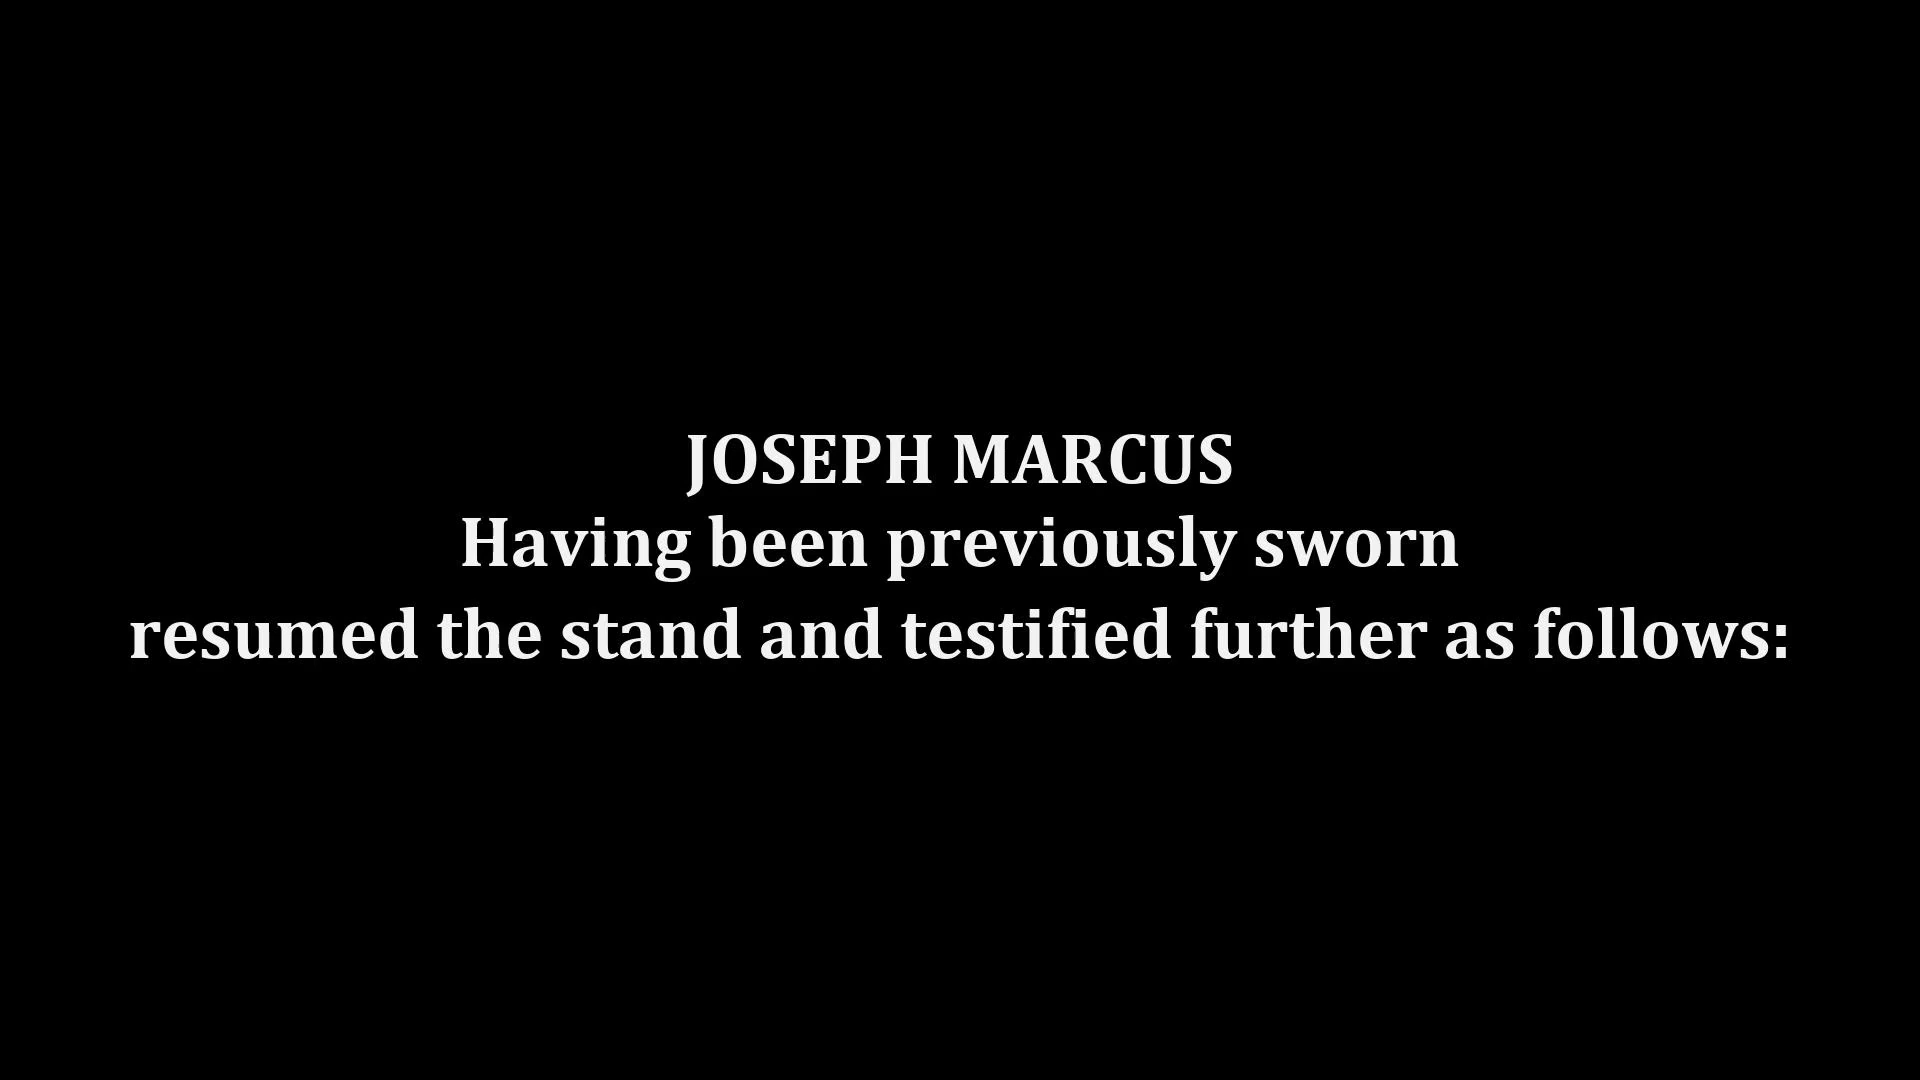 JOSEPH MARCUS
Having been previously sworn
resumed the stand and testified further as follows: